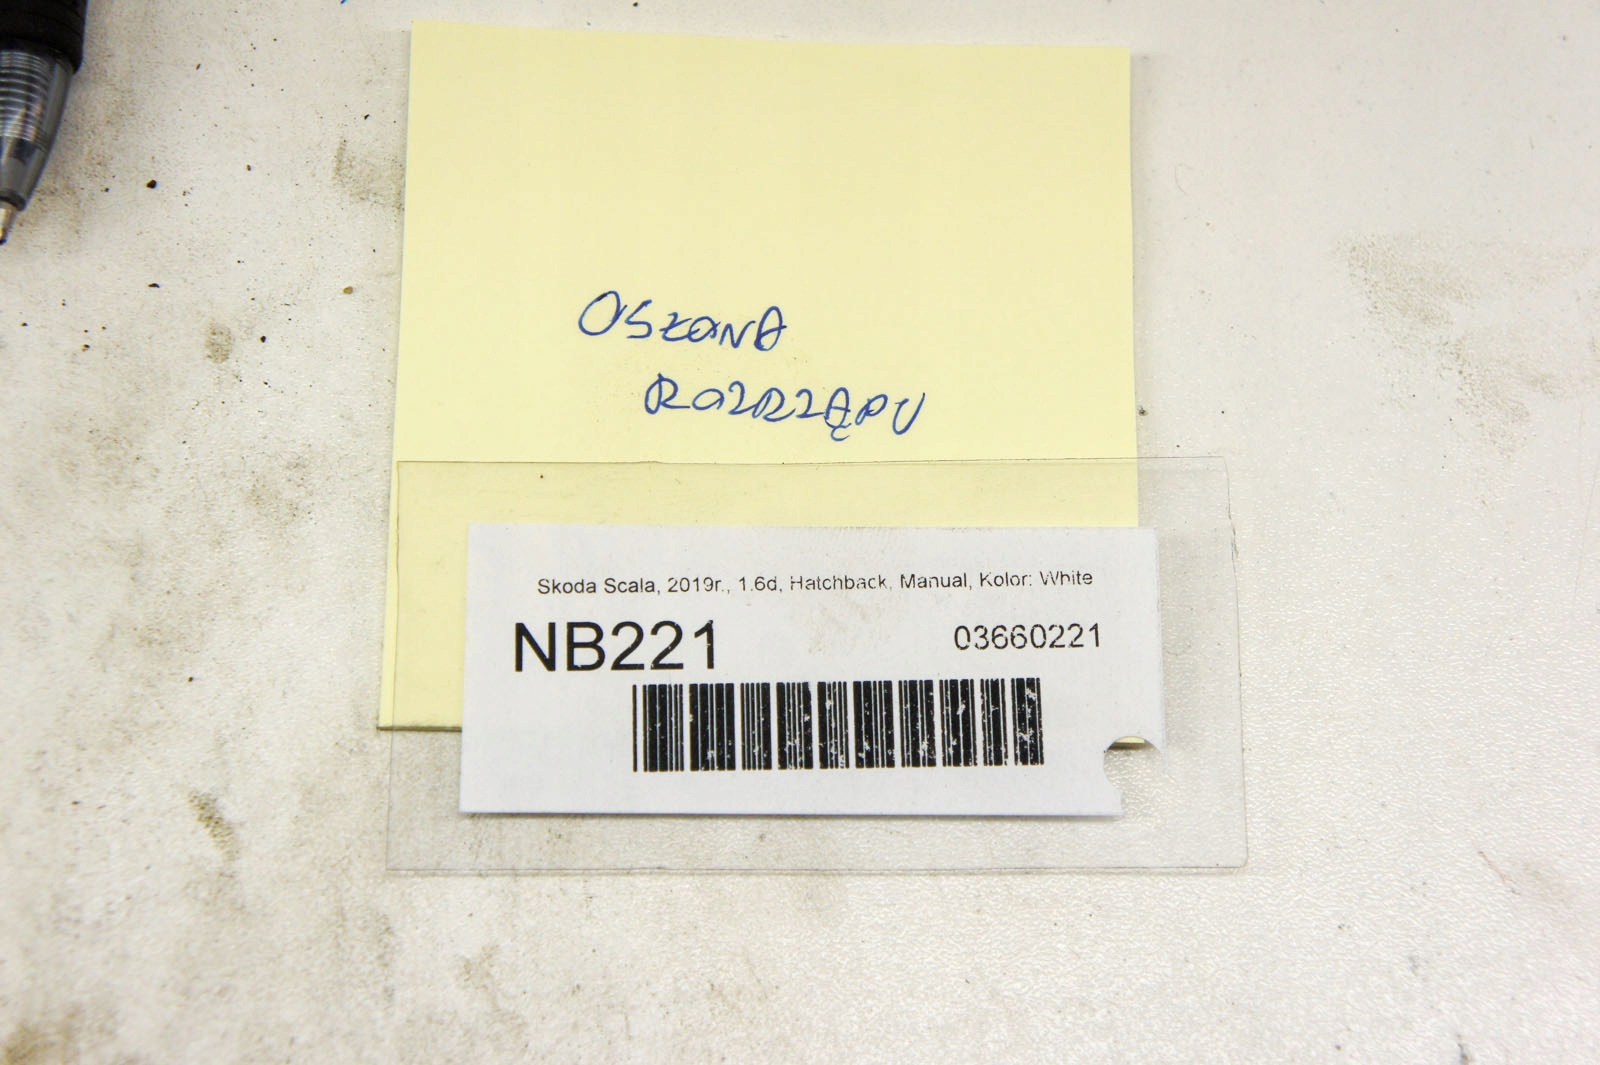 OSŁONA
ROZRZĄDU
Skoda Scala, 2019r., 1.6d, Hatchback, Manual, Kolor: White
NB221
03660221